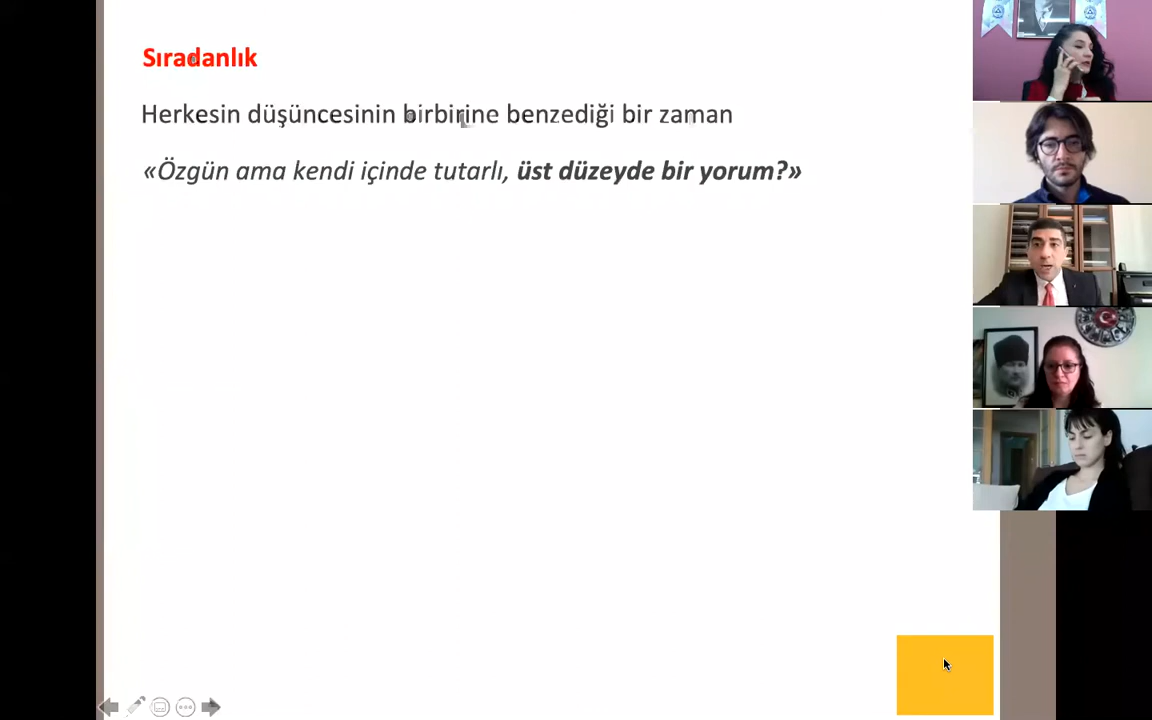 Sıradanlık
Herkesin düşüncesinin birbirine benzediği bir zaman
«Özgün ama kendi içinde tutarlı, üst düzeyde bir yorum?»